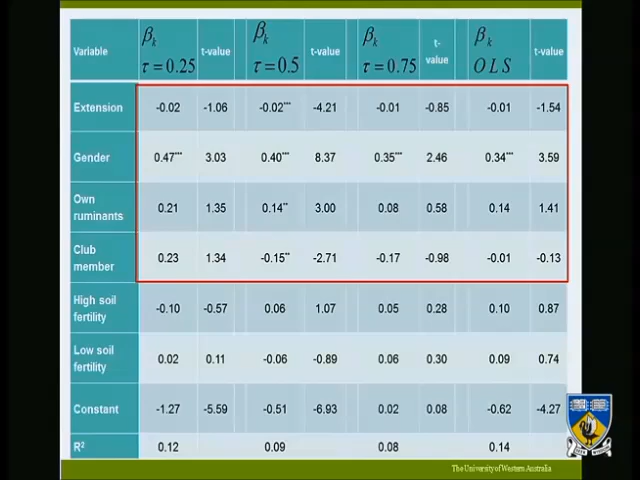 Variable βk τ = 0.25 t-value βk τ = 0.5 t-value βk τ = 0.75 t-value βk OLS t-value
Extension -0.02 -1.06 -0.02*** -4.21 -0.01 -0.85 -0.01 -1.54
Gender 0.47*** 3.03 0.40*** 8.37 0.35*** 2.46 0.34*** 3.59
Own ruminants 0.21 1.35 0.14** 3.00 0.08 0.58 0.14 1.41
Club member 0.23 1.34 -0.15** -2.71 -0.17 -0.98 -0.01 -0.13
High soil fertility -0.10 -0.57 0.06 1.07 0.05 0.28 0.10 0.87
Low soil fertility 0.02 0.11 -0.06 -0.89 0.06 0.30 0.09 0.74
Constant -1.27 -5.59 -0.51 -6.93 0.02 0.08 -0.62 -4.27
R² 0.12 0.09 0.08 0.14
The University of Western Australia